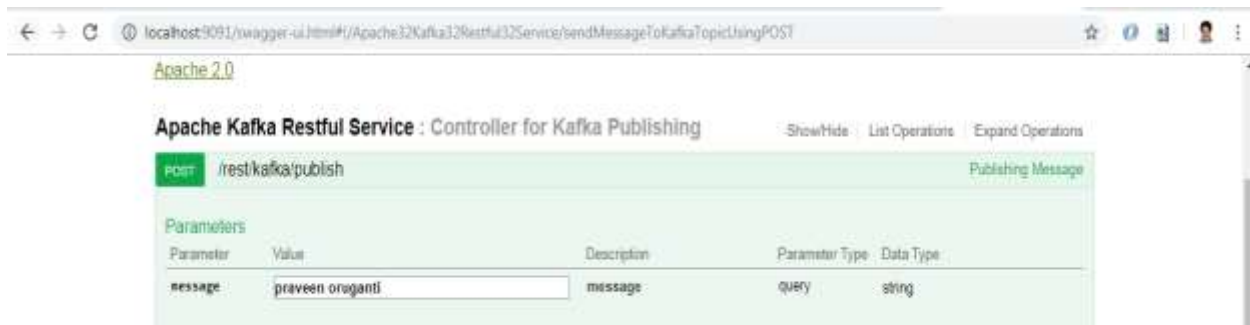 localhost:9091/swagger-ui.html#!/Apache32Kafka32Restful32Service/sendMessageToKafkaTopicUsingPOST
Apache 2.0
Apache Kafka Restful Service : Controller for Kafka Publishing Show/Hide List Operations Expand Operations
POST /rest/kafka/publish Publishing Message
Parameters
Parameter Value Description Parameter Type Data Type
message praveen oruganti message query string